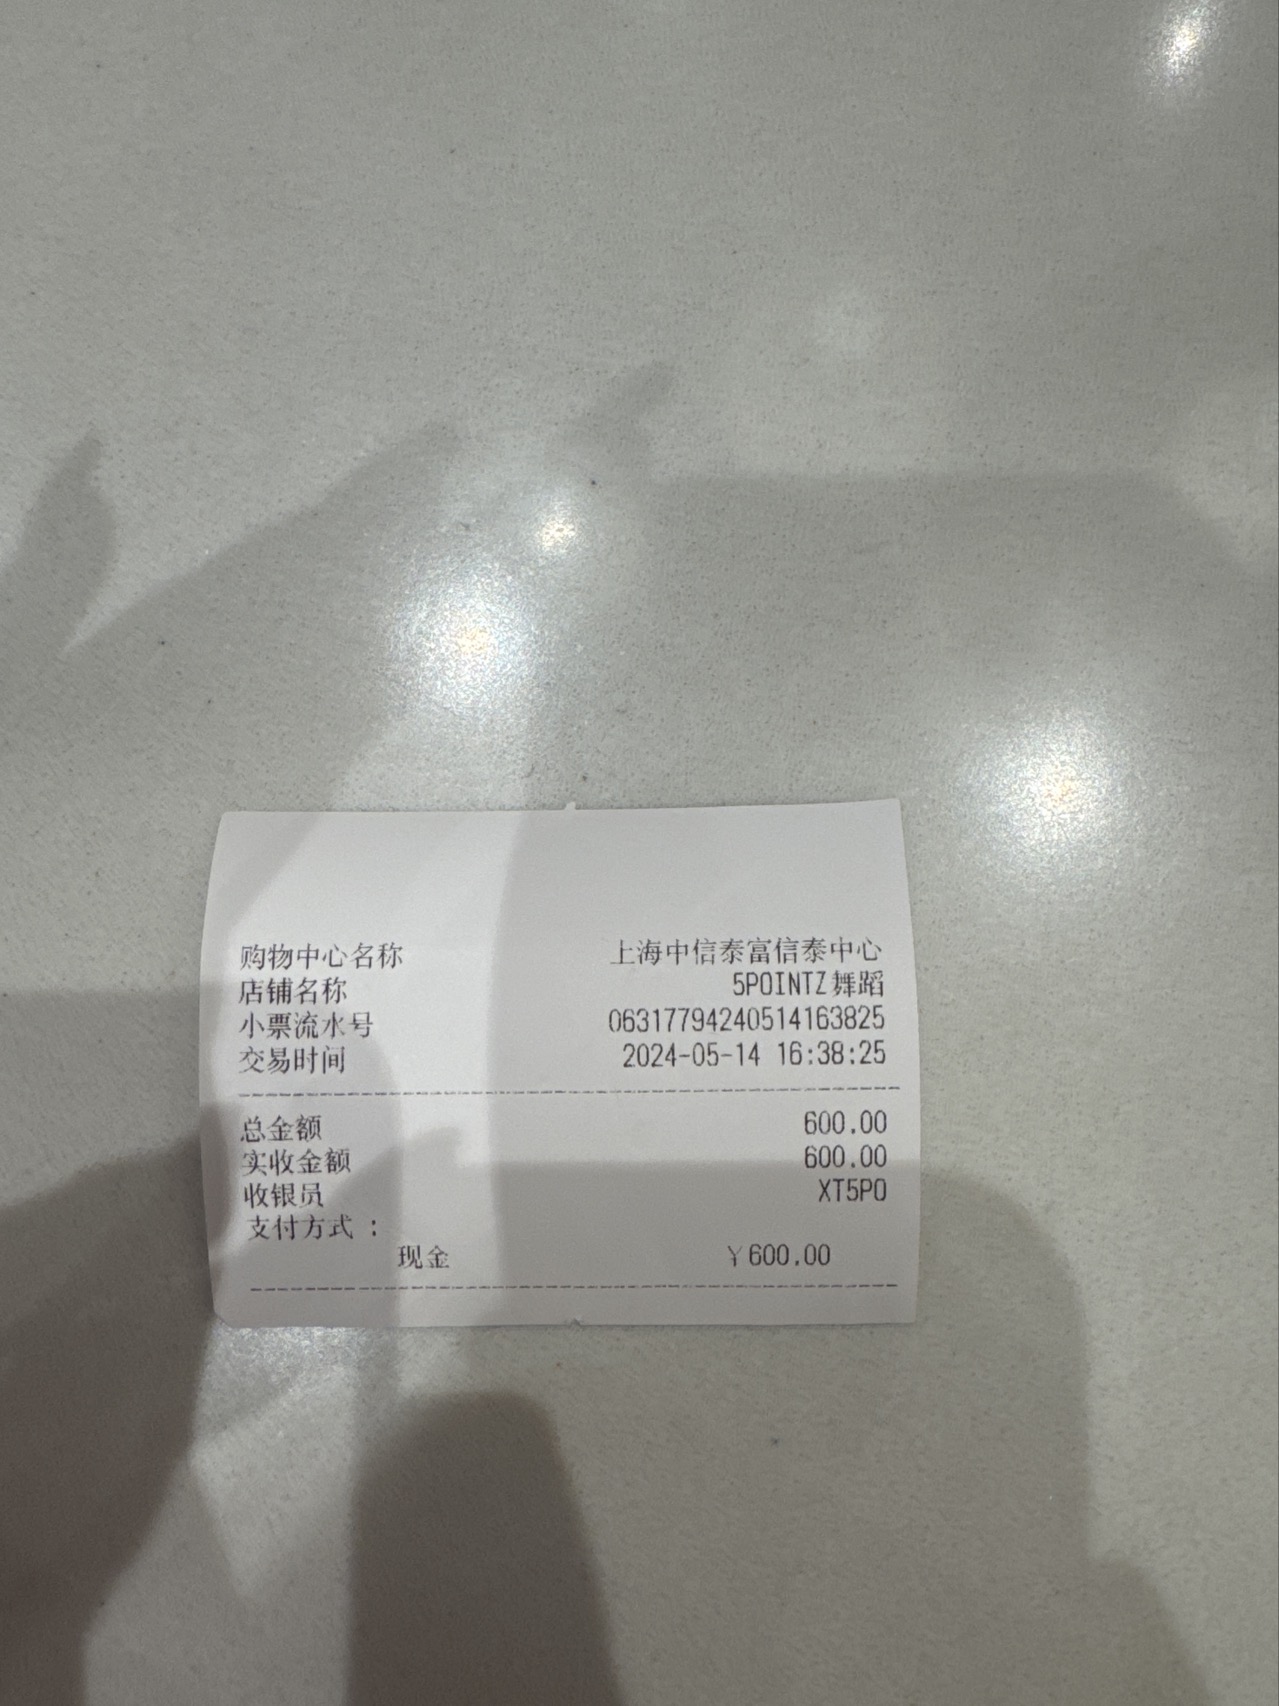 购物中心名称 上海中信泰富信泰中心
店铺名称 5POINTZ舞蹈
小票流水号 06317794240514163825
交易时间 2024-05-14 16:38:25
总金额 600.00
实收金额 600.00
收银员 XT5P0
支付方式：
现金 ￥600.00